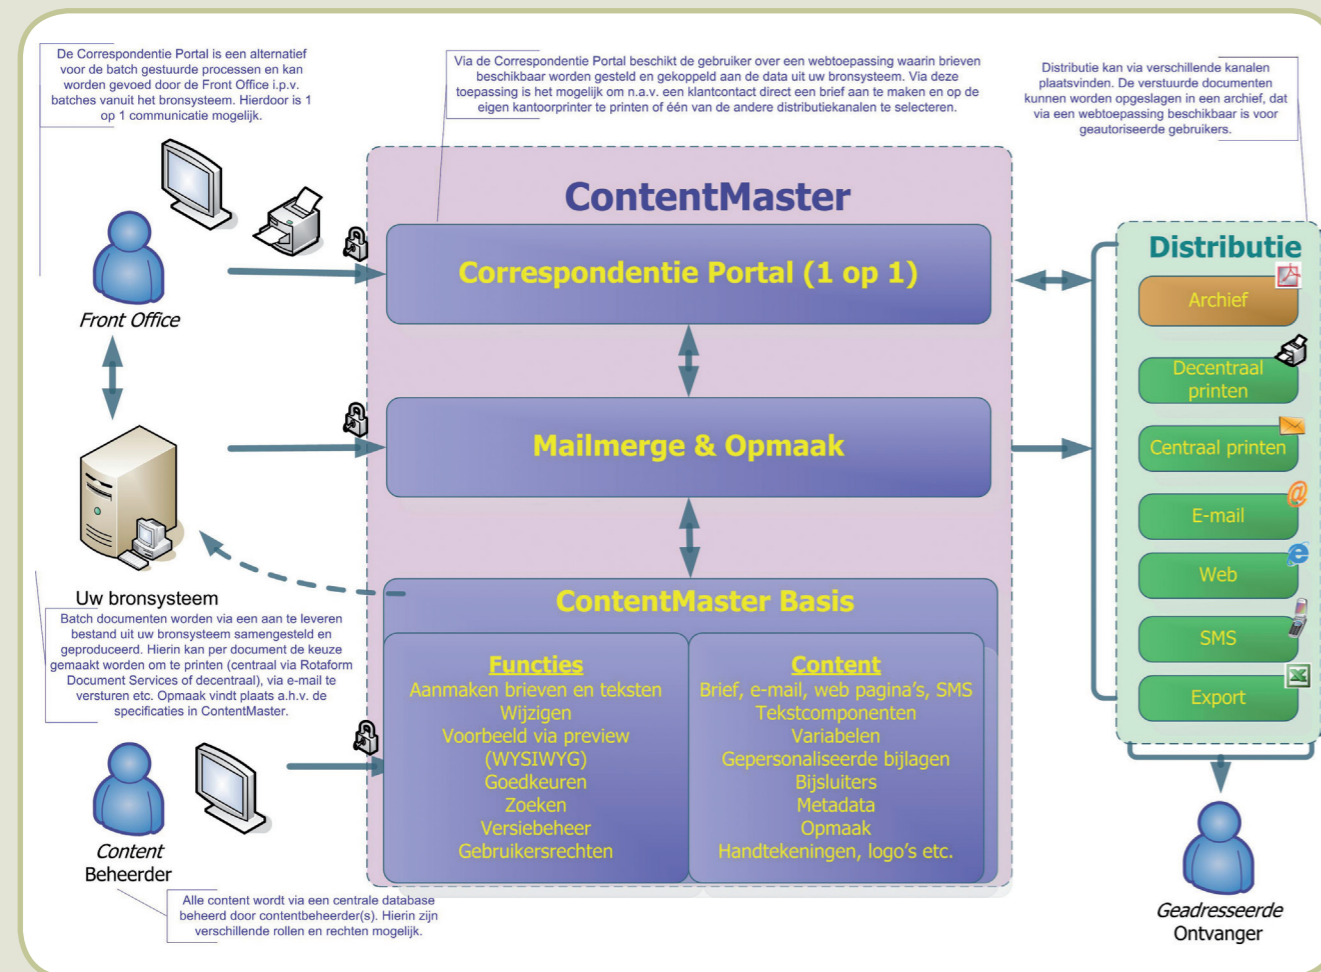 De Correspondentie Portal is een alternatief
voor de batch gestuurde processen en kan
worden gevoed door de Front Office i.p.v.
batches vanuit het bronsysteem. Hierdoor is 1
op 1 communicatie mogelijk.
Via de Correspondentie Portal beschikt de gebruiker over een webtoepassing waarin brieven
beschikbaar worden gesteld en gekoppeld aan de data uit uw bronsysteem. Via deze
toepassing is het mogelijk om n.a.v. een klantcontact direct een brief aan te maken en op de
eigen kantoorprinter te printen of één van de andere distributiekanalen te selecteren.
Distributie kan via verschillende kanalen
plaatsvinden. De verstuurde documenten
kunnen worden opgeslagen in een archief, dat
via een webtoepassing beschikbaar is voor
geautoriseerde gebruikers.
ContentMaster
Correspondentie Portal (1 op 1)
Front Office
Mailmerge & Opmaak
Uw bronsysteem
Batch documenten worden via een aan te leveren
bestand uit uw bronsysteem samengesteld en
geproduceerd. Hierin kan per document de keuze
gemaakt worden om te printen (centraal via Rotaform
Document Services of decentraal), via e-mail te
versturen etc. Opmaak vindt plaats a.h.v. de
specificaties in ContentMaster.
ContentMaster Basis
Functies
Aanmaken brieven en teksten
Wijzigen
Voorbeeld via preview
(WYSIWYG)
Goedkeuren
Zoeken
Versiebeheer
Gebruikersrechten
Content
Brief, e-mail, web pagina's, SMS
Tekstcomponenten
Variabelen
Gepersonaliseerde bijlagen
Bijsluiters
Metadata
Opmaak
Handtekeningen, logo's etc.
Content
Beheerder
Alle content wordt via een centrale database
beheerd door contentbeheerder(s). Hierin zijn
verschillende rollen en rechten mogelijk.
Distributie
Archief
Decentraal
printen
Centraal printen
@
E-mail
Web
SMS
Export
Geadresseerde
Ontvanger